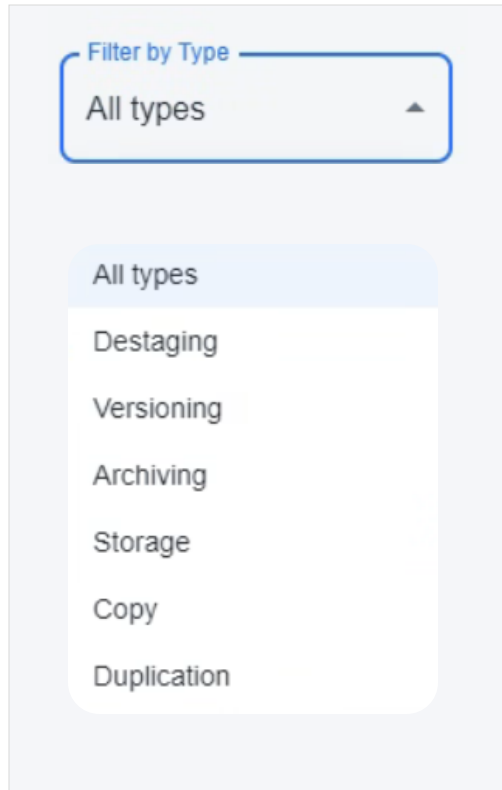 Filter by Type
All types
All types
Destaging
Versioning
Archiving
Storage
Copy
Duplication